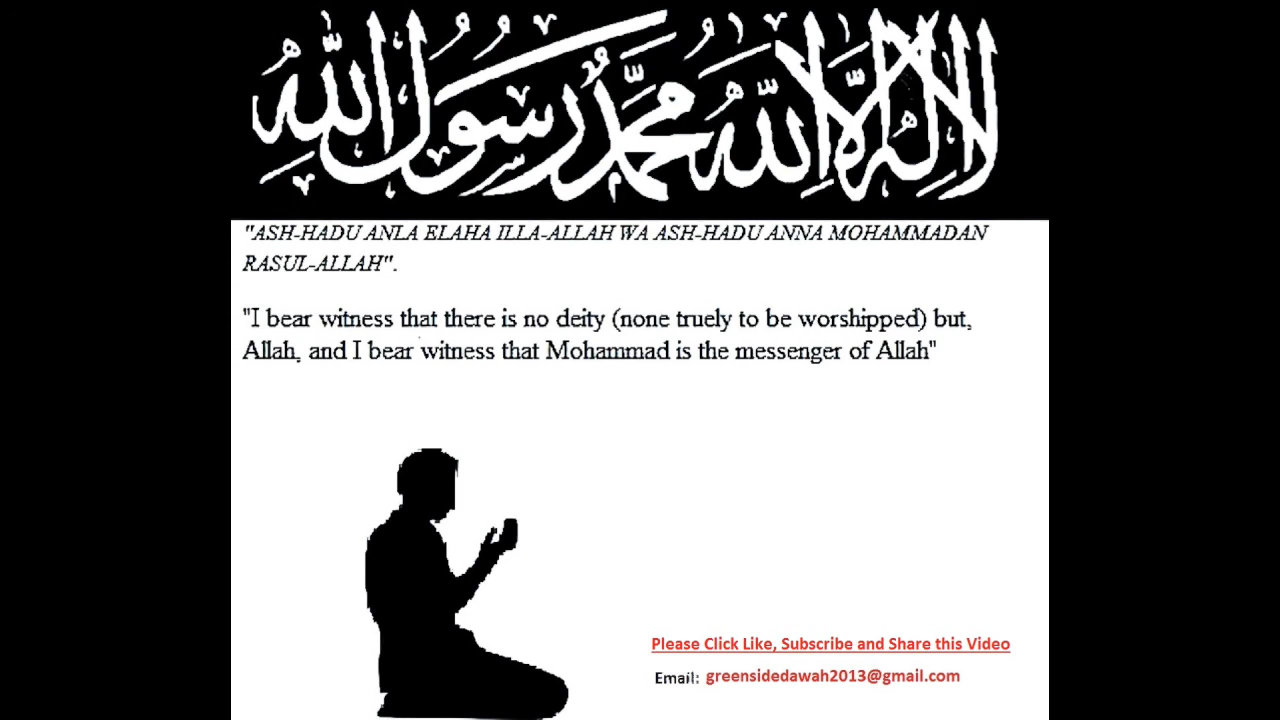 لا إله إلا الله محمد رسول الله
"ASH-HADU ANLA ELAHA ILLA-ALLAH WA ASH-HADU ANNA MOHAMMADAN
RASUL-ALLAH".
"I bear witness that there is no deity (none truely to be worshipped) but,
Allah, and I bear witness that Mohammad is the messenger of Allah"
Please Click Like, Subscribe and Share this Video
Email: greensidedawah2013@gmail.com